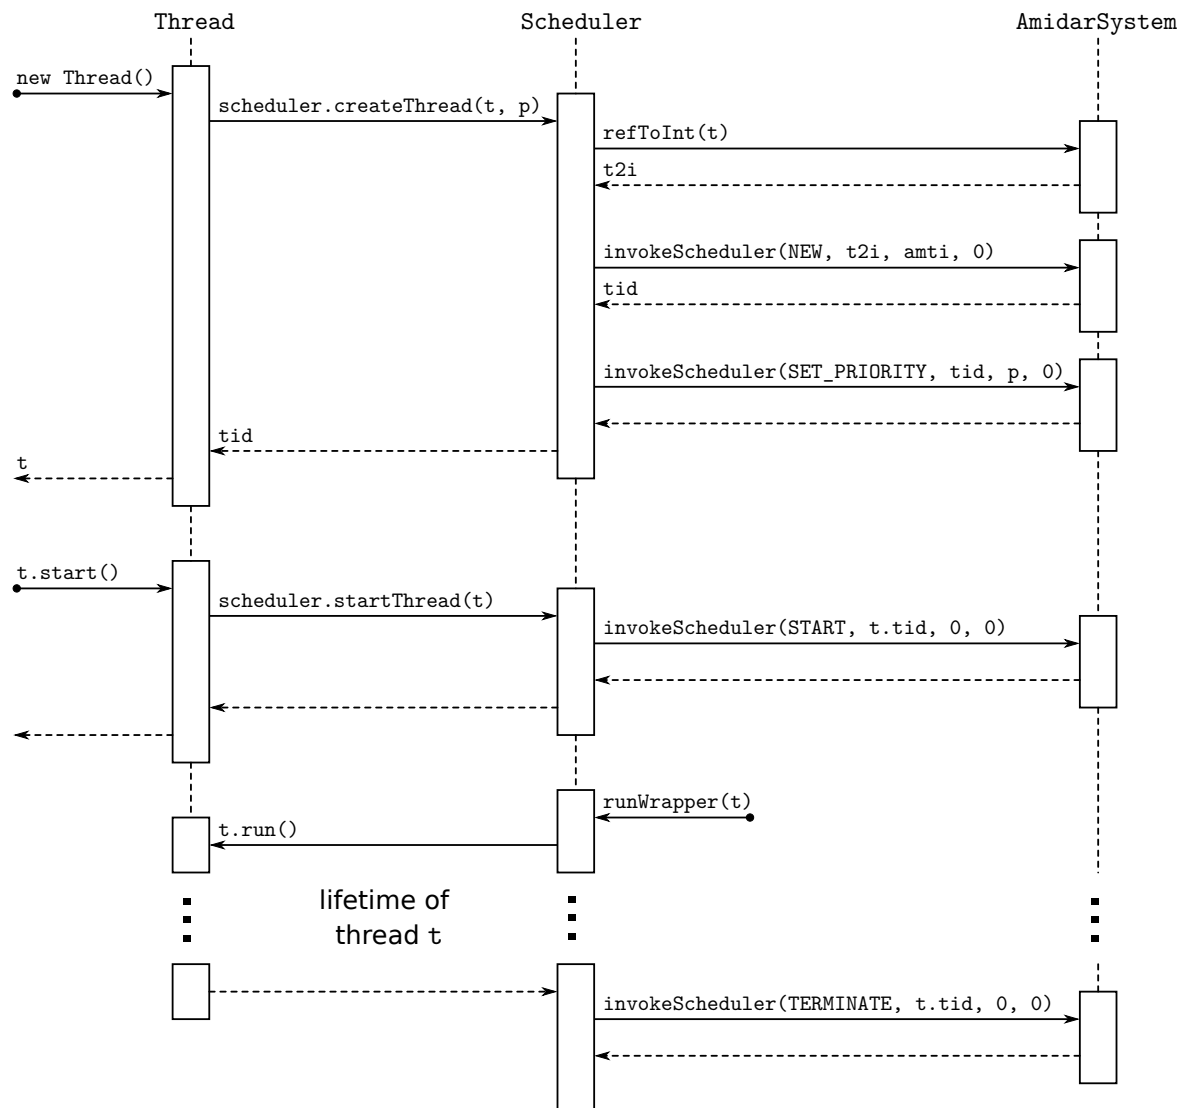 Thread
Scheduler
AmidarSystem
new Thread()
scheduler.createThread(t, p)
refToInt(t)
t2i
invokeScheduler(NEW, t2i, amti, 0)
tid
invokeScheduler(SET_PRIORITY, tid, p, 0)
tid
t
t.start()
scheduler.startThread(t)
invokeScheduler(START, t.tid, 0, 0)
runWrapper(t)
t.run()
lifetime of
thread t
invokeScheduler(TERMINATE, t.tid, 0, 0)